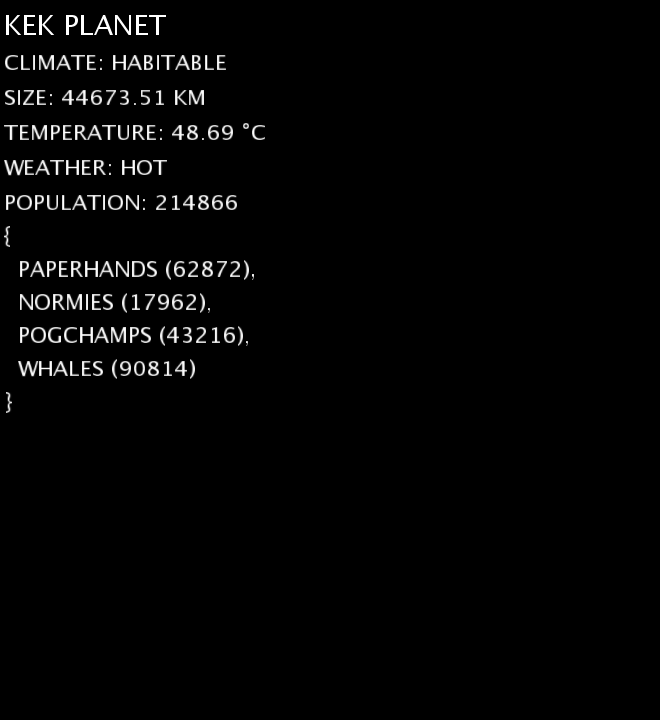 KEK PLANET
CLIMATE: HABITABLE
SIZE: 44673.51 KM
TEMPERATURE: 48.69 °C
WEATHER: HOT
POPULATION: 214866
{
PAPERHANDS (62872),
NORMIES (17962),
POGCHAMPS (43216),
WHALES (90814)
}